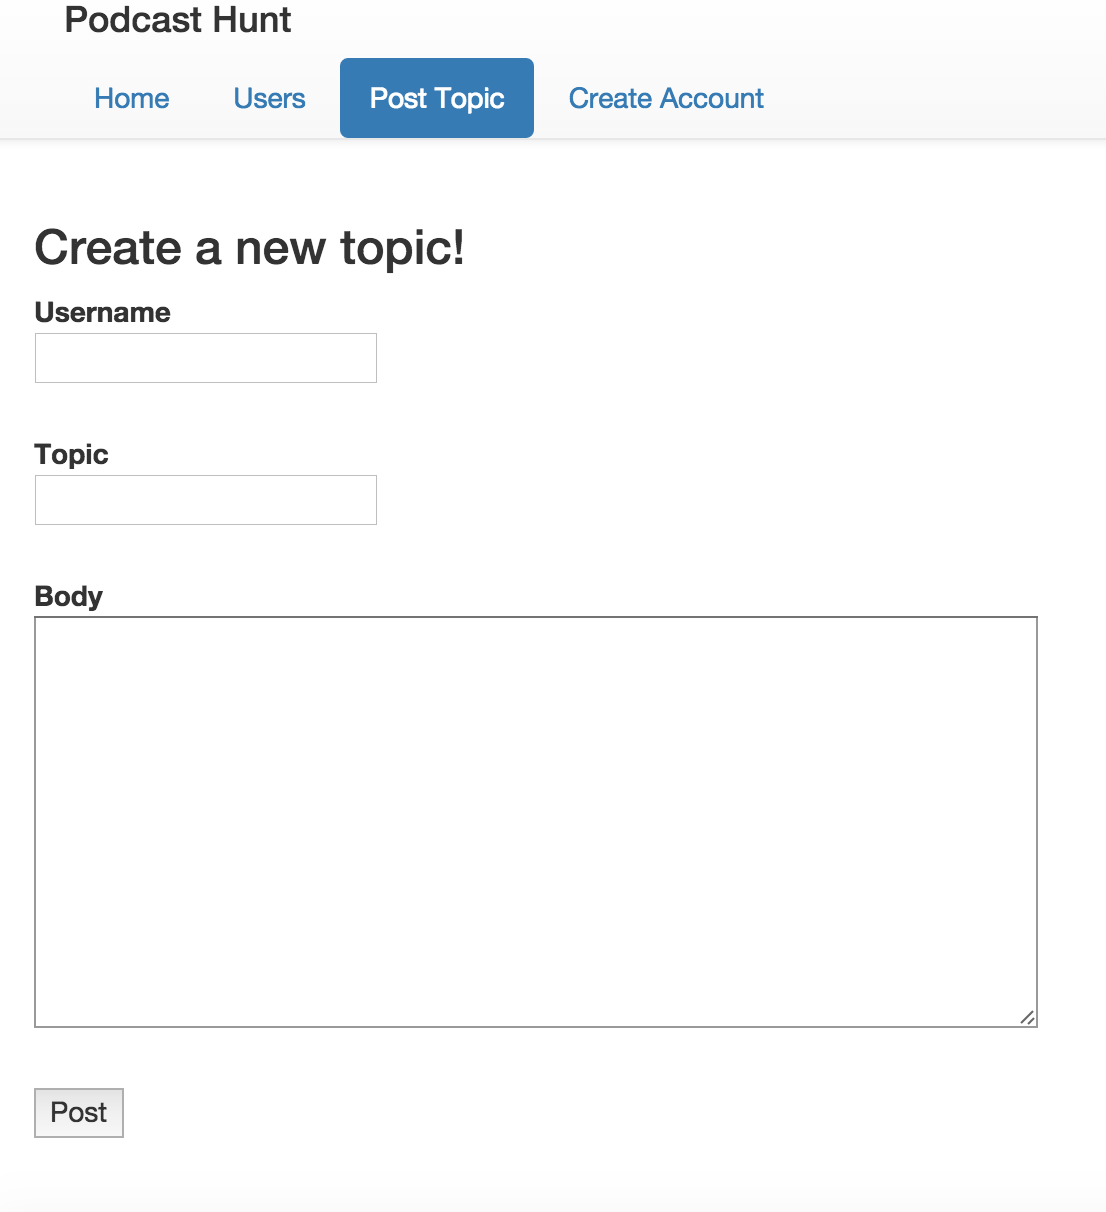 Podcast Hunt
Home Users Post Topic Create Account
Create a new topic!
Username
Topic
Body
Post